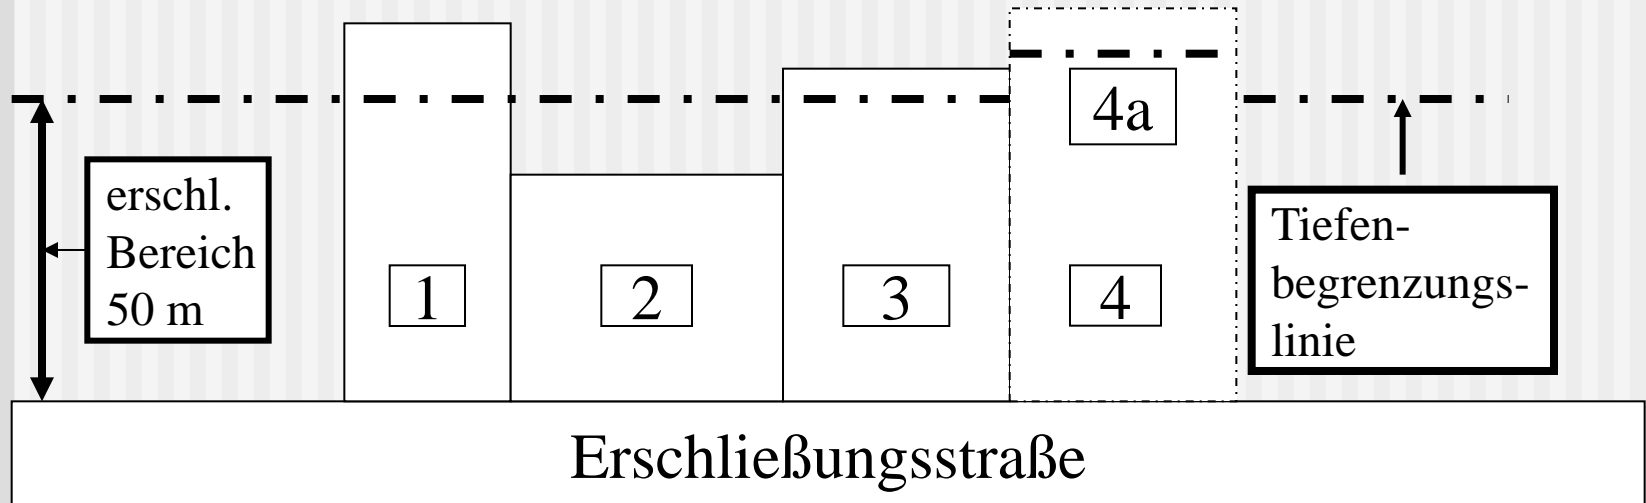 4a
erschl.
Bereich
50 m
1
2
3
4
Tiefen-
begrenzungs-
linie
Erschließungsstraße